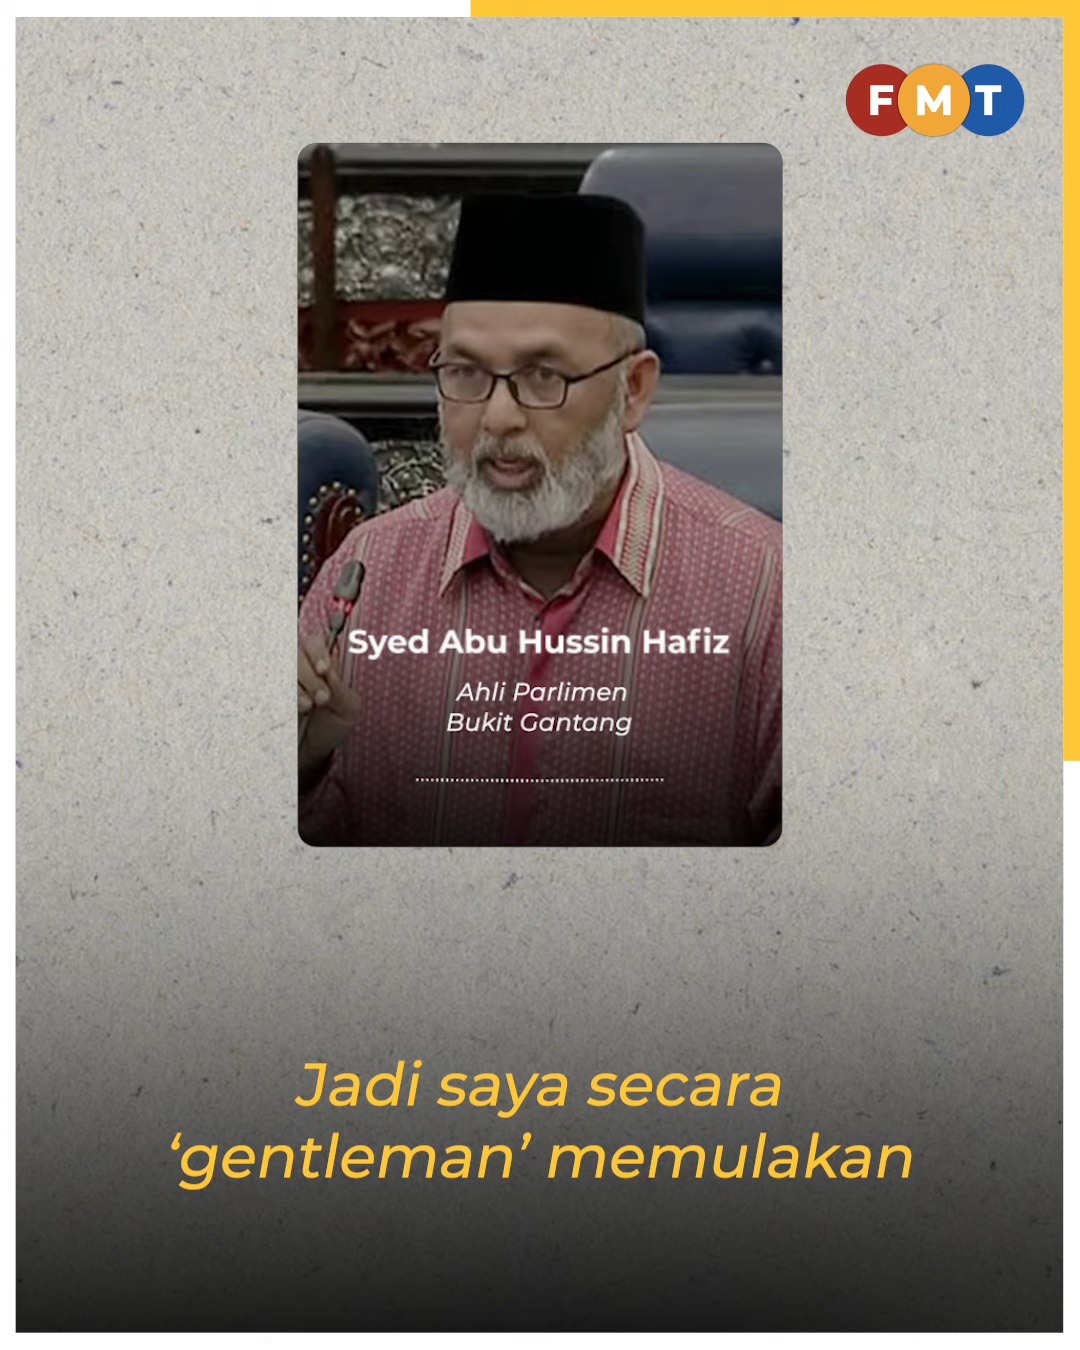 FMT
Syed Abu Hussin Hafiz
Ahli Parlimen
Bukit Gantang
Jadi saya secara
‘gentleman’ memulakan